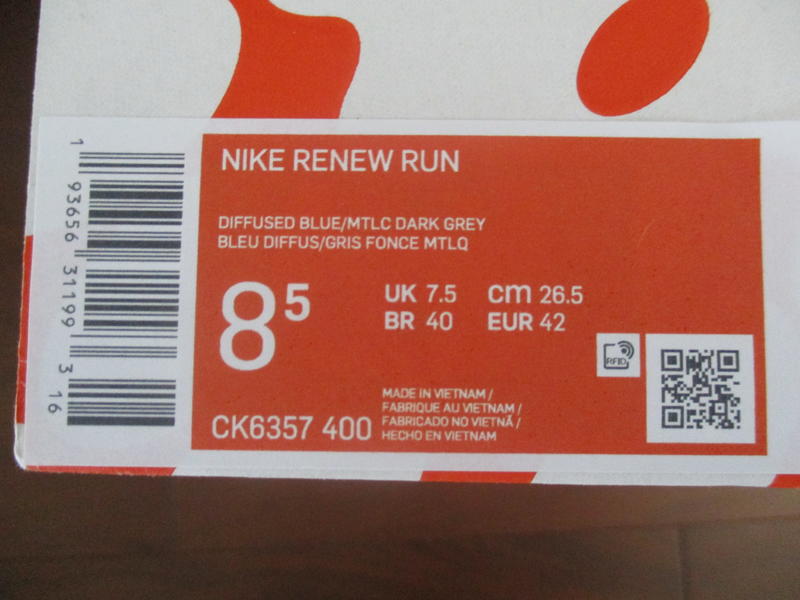 NIKE RENEW RUN
DIFFUSED BLUE/MTLC DARK GREY
BLEU DIFFUS/GRIS FONCE MTLQ
8 5
UK 7.5 cm 26.5
BR 40 EUR 42
RFID
MADE IN VIETNAM /
FABRIQUE AU VIETNAM /
FABRICADO NO VIETNÃ /
HECHO EN VIETNAM
CK6357 400
1 93656 31199 3 16